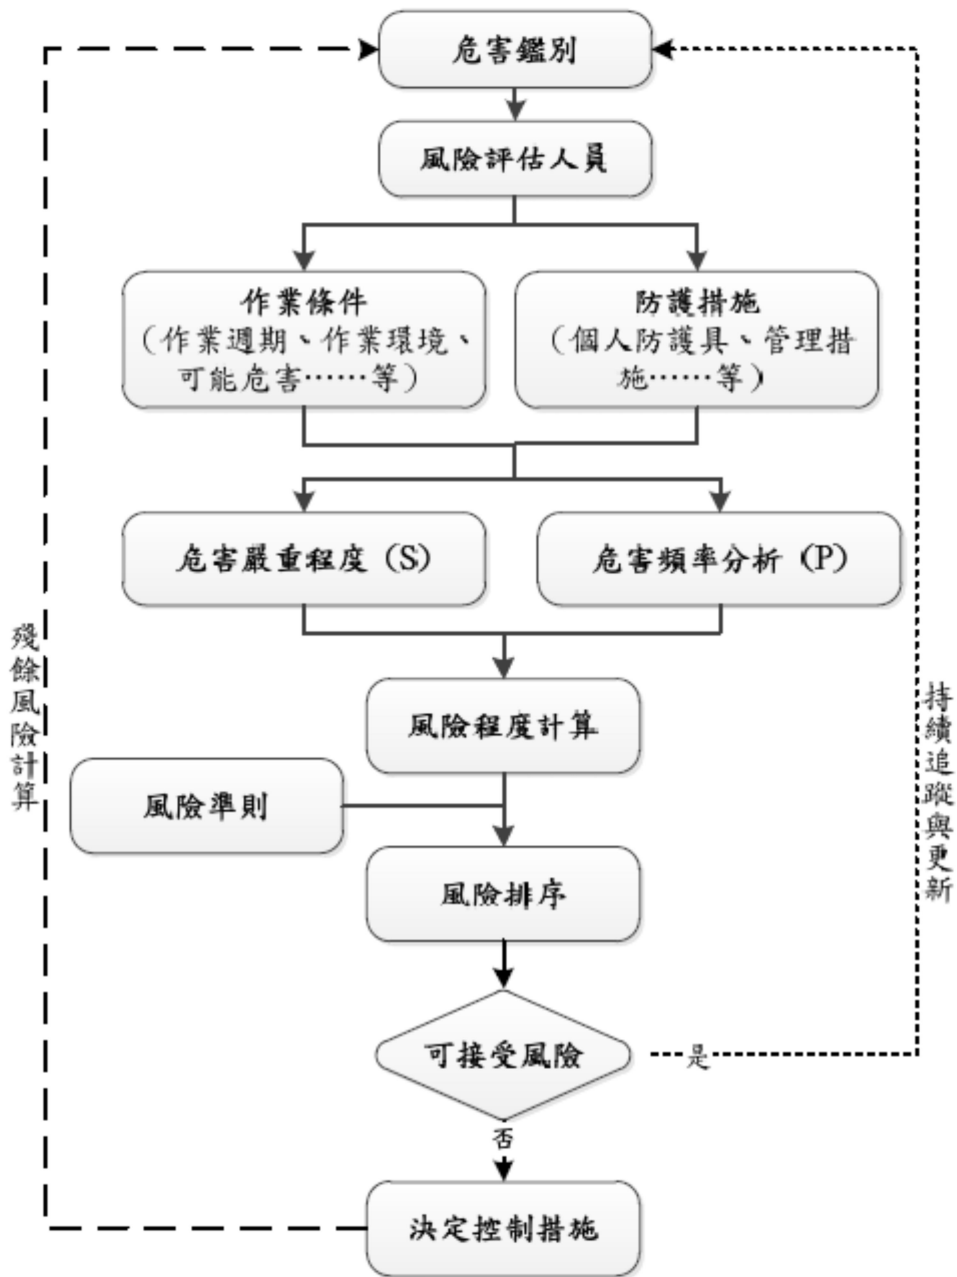 危害鑑別
風險評估人員
作業條件
（作業週期、作業環境、
可能危害……等）
防護措施
（個人防護具、管理措
施……等）
危害嚴重程度（S）
危害頻率分析（P）
風險程度計算
風險準則
風險排序
可接受風險
是
否
決定控制措施
殘餘風險計算
持續追蹤與更新